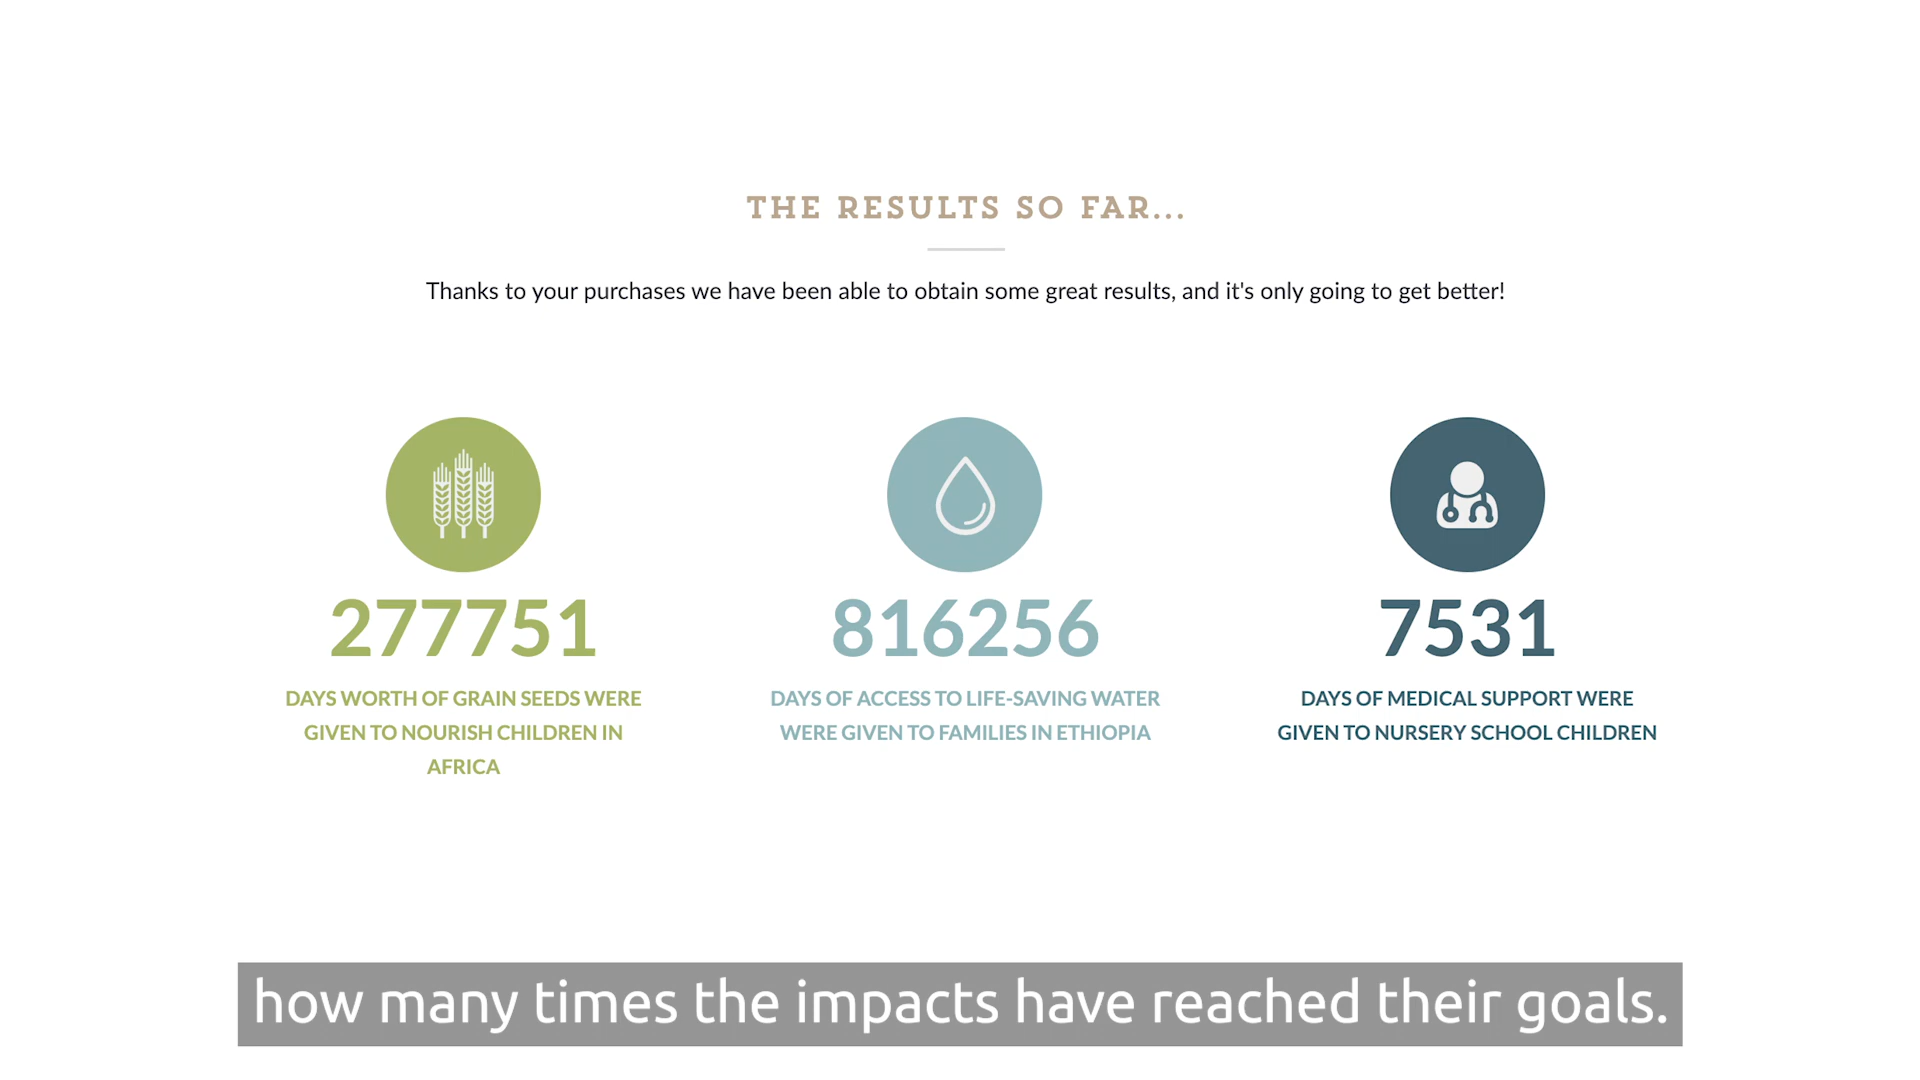 THE RESULTS SO FAR...
Thanks to your purchases we have been able to obtain some great results, and it's only going to get better!
277751
DAYS WORTH OF GRAIN SEEDS WERE
GIVEN TO NOURISH CHILDREN IN
AFRICA
816256
DAYS OF ACCESS TO LIFE-SAVING WATER
WERE GIVEN TO FAMILIES IN ETHIOPIA
7531
DAYS OF MEDICAL SUPPORT WERE
GIVEN TO NURSERY SCHOOL CHILDREN
how many times the impacts have reached their goals.